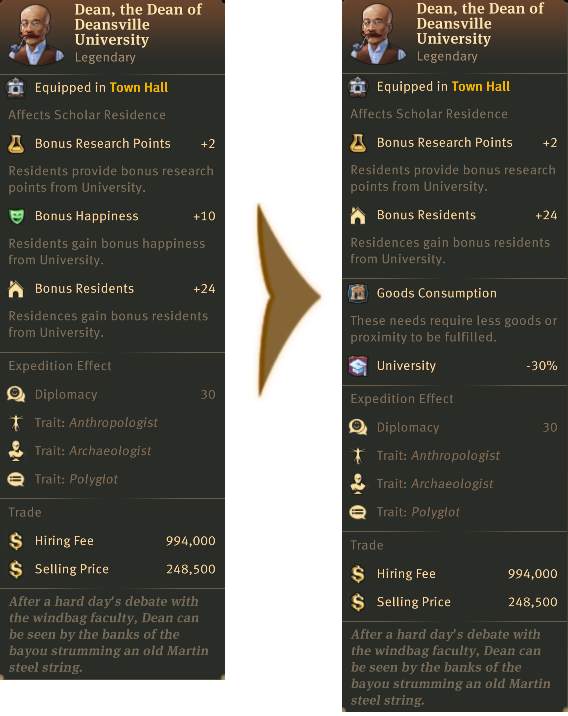 Dean, the Dean of
Deansville
University
Legendary
Equipped in Town Hall
Affects Scholar Residence
Bonus Research Points +2
Residents provide bonus research
points from University.
Bonus Happiness +10
Residents gain bonus happiness
from University.
Bonus Residents +24
Residences gain bonus residents
from University.
Expedition Effect
Diplomacy 30
Trait: Anthropologist
Trait: Archaeologist
Trait: Polyglot
Trade
Hiring Fee 994,000
Selling Price 248,500
After a hard day's debate with
the windbag faculty, Dean can
be seen by the banks of the
bayou strumming an old Martin
steel string.
Dean, the Dean of
Deansville
University
Legendary
Equipped in Town Hall
Affects Scholar Residence
Bonus Research Points +2
Residents provide bonus research
points from University.
Bonus Residents +24
Residences gain bonus residents
from University.
Goods Consumption
These needs require less goods or
proximity to be fulfilled.
University -30%
Expedition Effect
Diplomacy 30
Trait: Anthropologist
Trait: Archaeologist
Trait: Polyglot
Trade
Hiring Fee 994,000
Selling Price 248,500
After a hard day's debate with
the windbag faculty, Dean can
be seen by the banks of the
bayou strumming an old Martin
steel string.